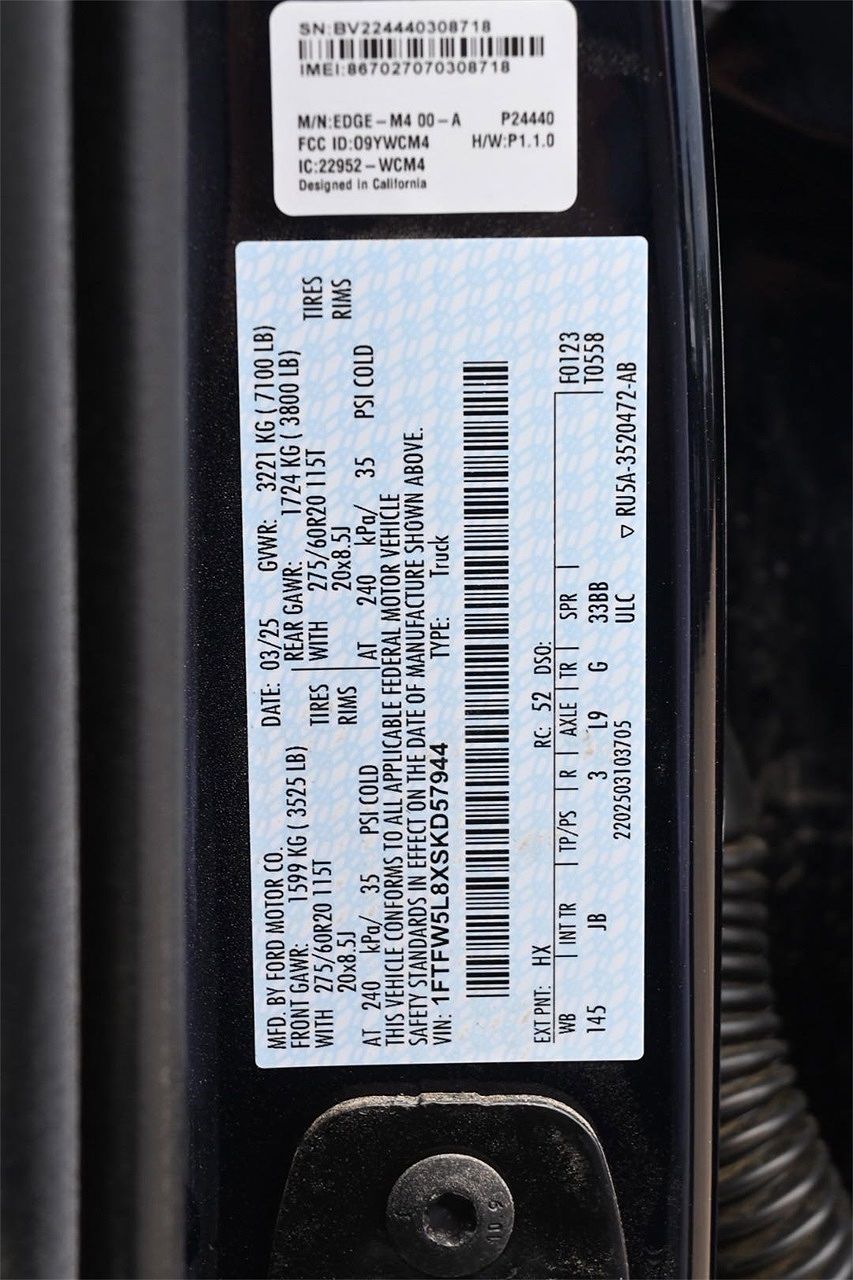 SN:BV224440308718
IMEI:867027070308718
M/N:EDGE-M4 00-A P24440
FCC ID:O9YWCM4 H/W:P1.1.0
IC:22952-WCM4
Designed in California
MFD. BY FORD MOTOR CO. DATE: 03/25 GVWR: 3221 KG ( 7100 LB)
FRONT GAWR: 1599 KG ( 3525 LB) REAR GAWR: 1724 KG ( 3800 LB)
WITH 275/60R20 115T TIRES WITH 275/60R20 115T TIRES
20x8.5J RIMS 20x8.5J RIMS
AT 240 kPa/ 35 PSI COLD AT 240 kPa/ 35 PSI COLD
THIS VEHICLE CONFORMS TO ALL APPLICABLE FEDERAL MOTOR VEHICLE
SAFETY STANDARDS IN EFFECT ON THE DATE OF MANUFACTURE SHOWN ABOVE.
VIN: 1FTFW5L8XSKD57944 TYPE: Truck
EXT PNT: HX RC: 52 DSO:
WB | INT TR | TP/PS | R | AXLE | TR | SPR | F0123
145 JB 3 L9 G 33BB T0558
2202503103705 ULC ▽ RU5A-3520472-AB
10 9